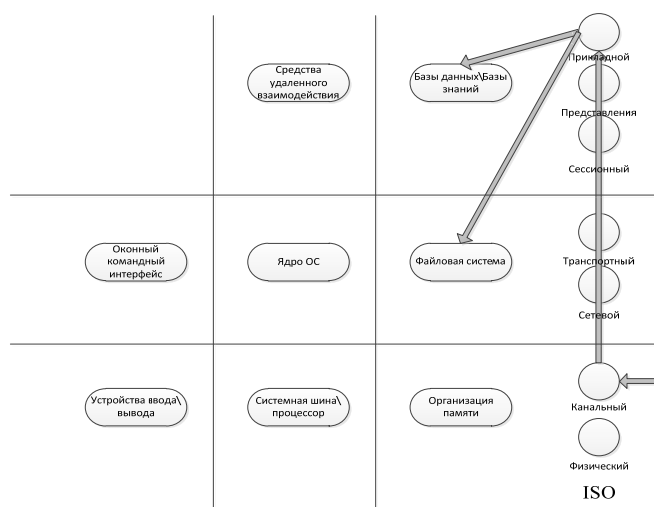 Прикладной
Средства
удаленного
взаимодействия
Базы данных\Базы
знаний
Представления
Сессионный
Оконный
командный
интерфейс
Ядро ОС
Файловая система
Транспортный
Сетевой
Устройства ввода\
вывода
Системная шина\
процессор
Организация
памяти
Канальный
Физический
ISO